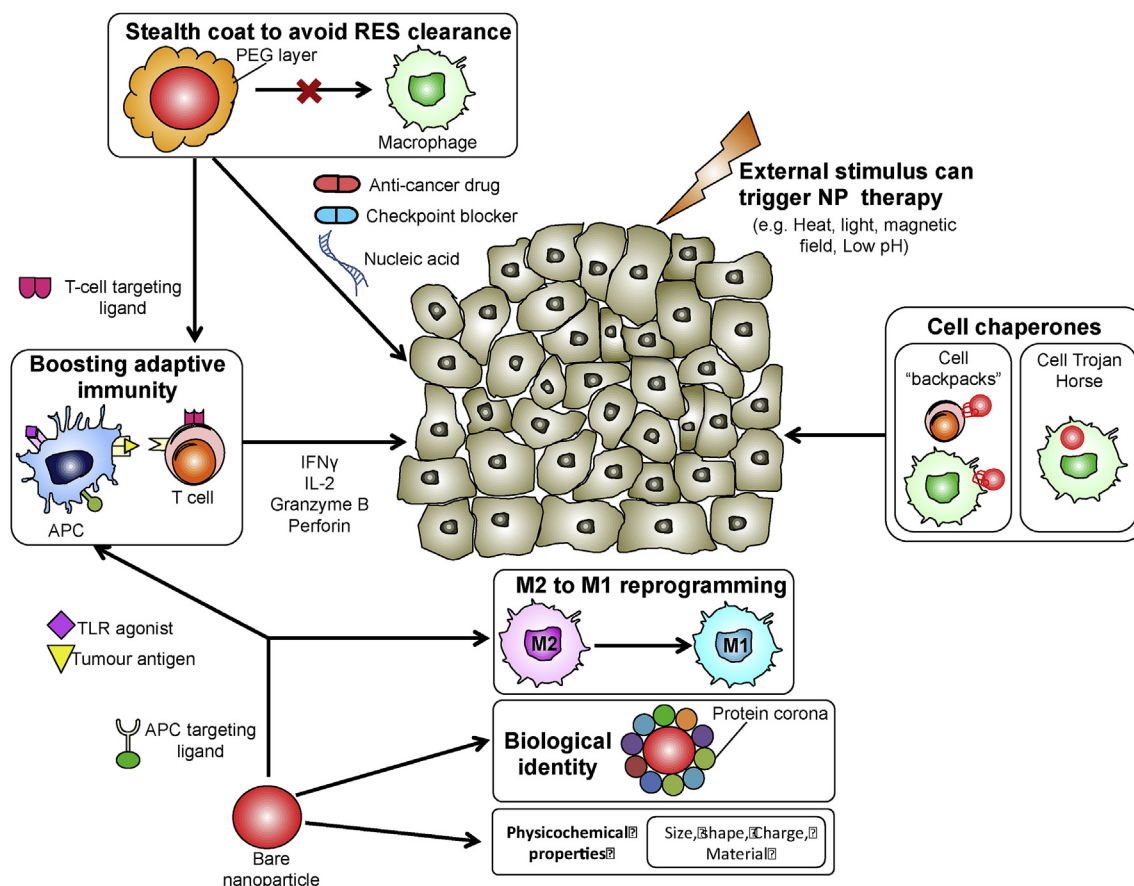 Stealth coat to avoid RES clearance
PEG layer
Macrophage
Anti-cancer drug
Checkpoint blocker
Nucleic acid
External stimulus can
trigger NP therapy
(e.g. Heat, light, magnetic
field, Low pH)
T-cell targeting
ligand
Boosting adaptive
immunity
T cell
APC
IFNγ
IL-2
Granzyme B
Perforin
Cell chaperones
Cell
“backpacks”
Cell Trojan
Horse
M2 to M1 reprogramming
M2
M1
TLR agonist
Tumour antigen
APC targeting
ligand
Biological
identity
Protein corona
Bare
nanoparticle
Physicochemical
properties
Size, Shape, Charge,
Material